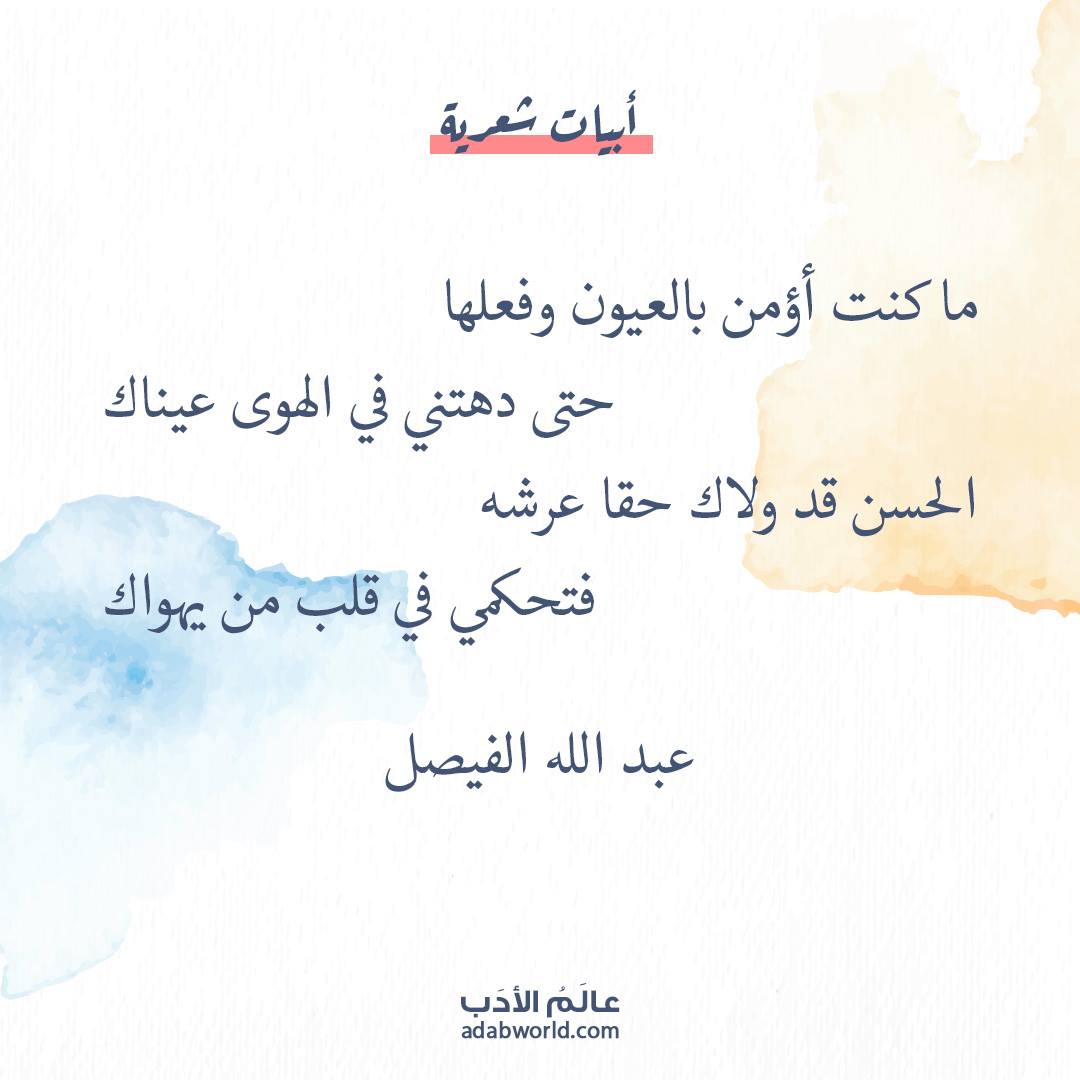 أبيات شعرية
ما كنت أؤمن بالعيون وفعلها
حتى دهتني في الهوى عيناك
الحسن قد ولاك حقا عرشه
فتحكمي في قلب من يهواك
عبد الله الفيصل
عالَمُ الأدَب
adabworld.com